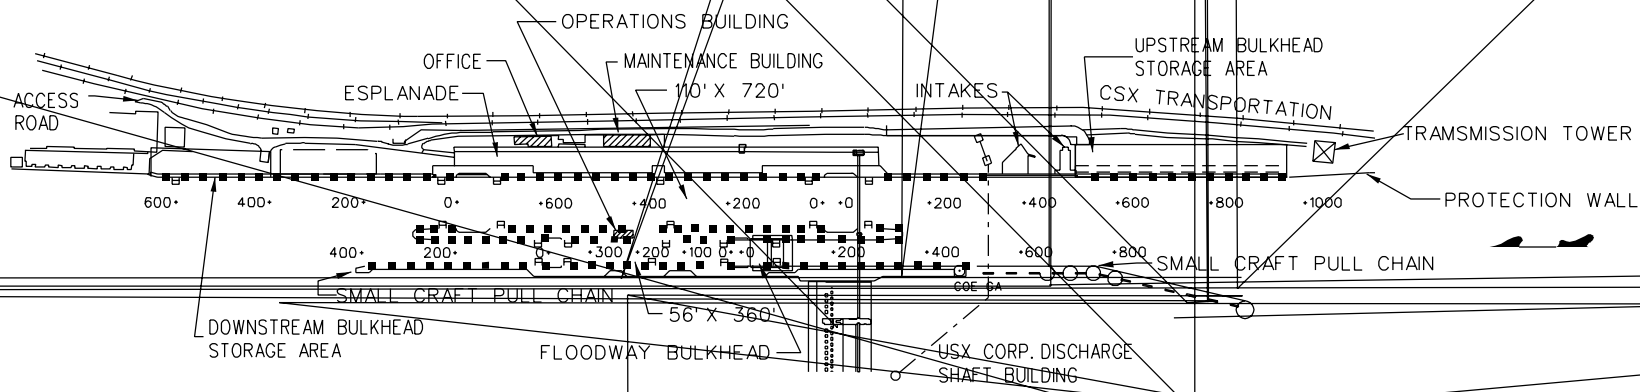 OPERATIONS BUILDING
OFFICE
MAINTENANCE BUILDING
UPSTREAM BULKHEAD
STORAGE AREA
ESPLANADE
110' X 720'
INTAKES
CSX TRANSPORTATION
ACCESS
ROAD
TRAMSMISSION TOWER
600+ 400+ 200+ 0+ +600 +400 +200 0+ +0 +200 +400 +600 +800 +1000
PROTECTION WALL
400+ 200+ 0+ +300 +200 +100 0+ +0 +200 +400 +600 +800
SMALL CRAFT PULL CHAIN
SMALL CRAFT PULL CHAIN
COE GA
56' X 360'
DOWNSTREAM BULKHEAD
STORAGE AREA
FLOODWAY BULKHEAD
USX CORP. DISCHARGE
SHAFT BUILDING